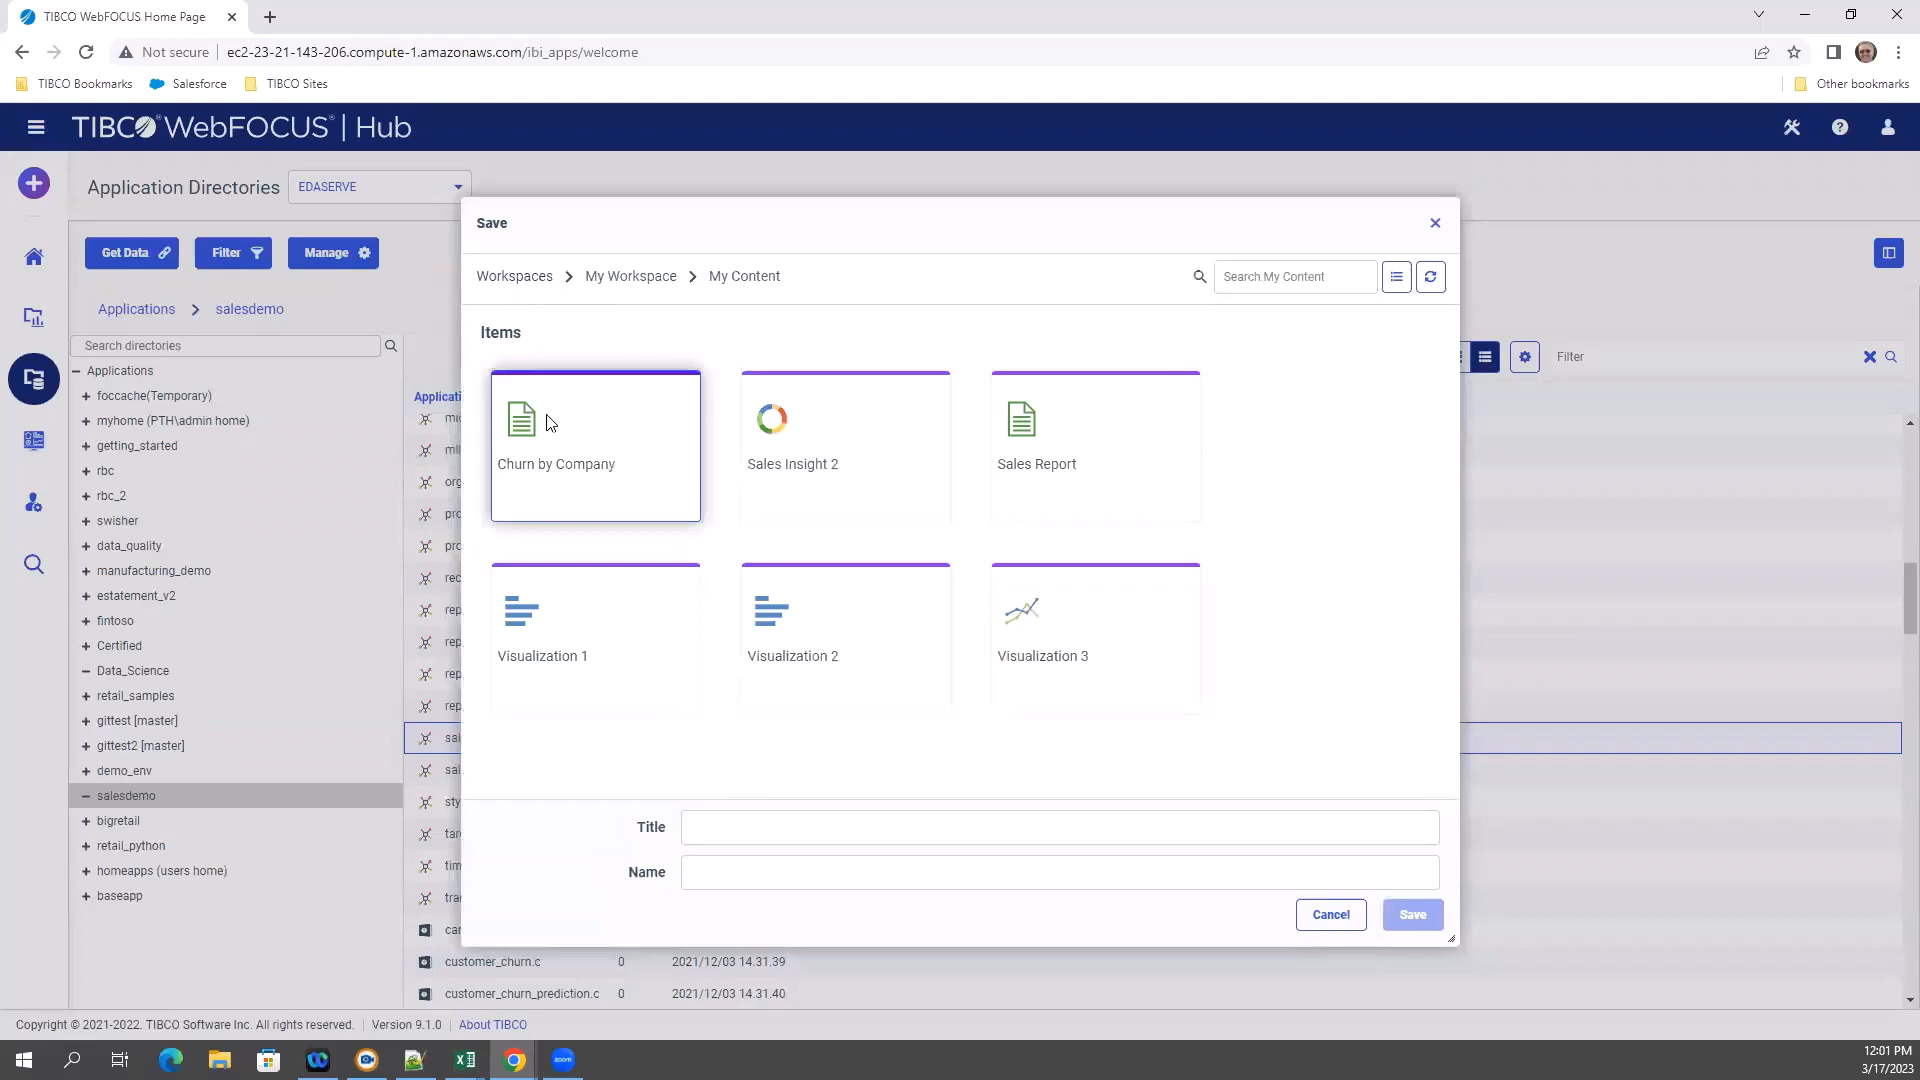 TIBCO WebFOCUS Home Page
Not secure
ec2-23-21-143-206.compute-1.amazonaws.com/ibi_apps/welcome
TIBCO Bookmarks
Salesforce
TIBCO Sites
Other bookmarks
TIBCO® WebFOCUS® | Hub
Application Directories
EDASERVE
Get Data
Filter
Manage
Applications > salesdemo
Search directories
Applications
foccache(Temporary)
myhome (PTH\admin home)
getting_started
rbc
rbc_2
swisher
data_quality
manufacturing_demo
estatement_v2
fintoso
Certified
Data_Science
retail_samples
gittest [master]
gittest2 [master]
demo_env
salesdemo
bigretail
retail_python
homeapps (users home)
baseapp
Save
Workspaces > My Workspace > My Content
Search My Content
Items
Churn by Company
Sales Insight 2
Sales Report
Visualization 1
Visualization 2
Visualization 3
Title
Name
Cancel
Save
Filter
customer_churn.c 0 2021/12/03 14.31.39
customer_churn_prediction.c 0 2021/12/03 14.31.40
Copyright © 2021-2022. TIBCO Software Inc. All rights reserved. | Version 9.1.0 | About TIBCO
zoom
12:01 PM
3/17/2023